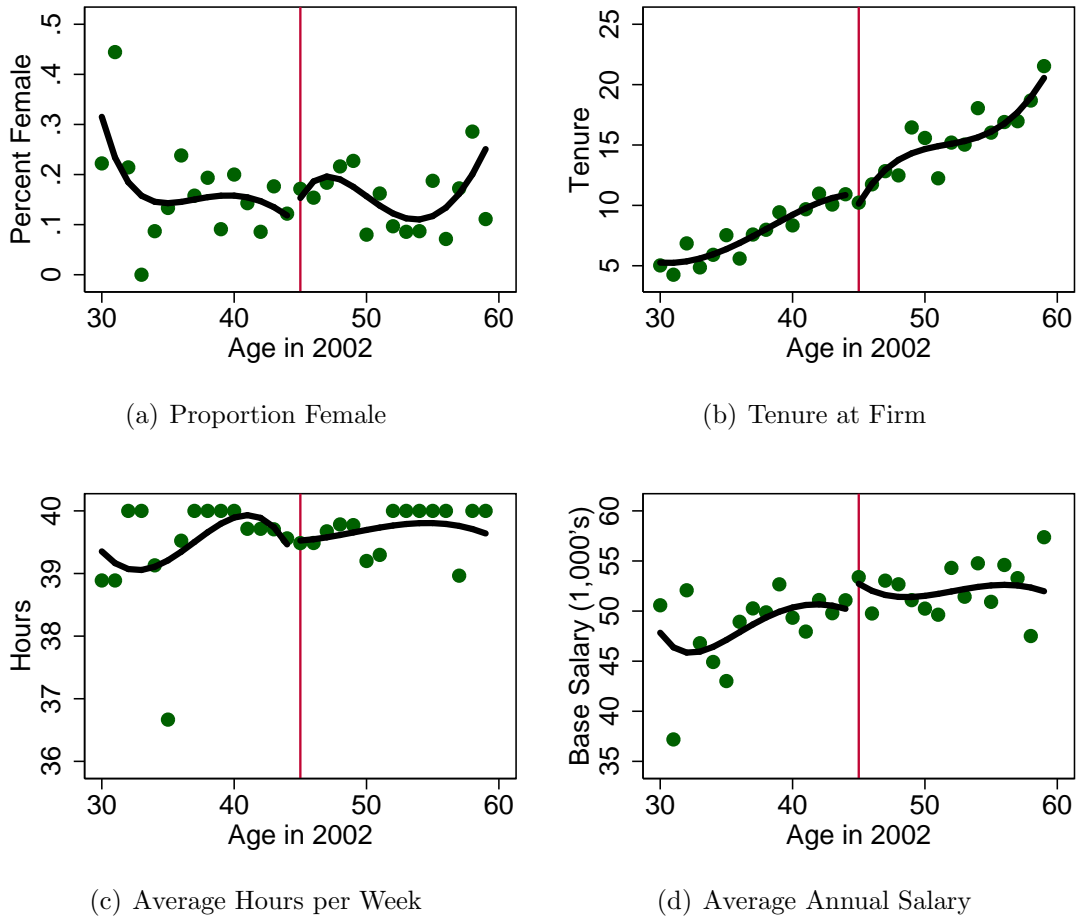 Percent Female
0 .1 .2 .3 .4 .5
30 40 50 60
Age in 2002
(a) Proportion Female
Tenure
5 10 15 20 25
30 40 50 60
Age in 2002
(b) Tenure at Firm
Hours
36 37 38 39 40
30 40 50 60
Age in 2002
(c) Average Hours per Week
Base Salary (1,000's)
35 40 45 50 55 60
30 40 50 60
Age in 2002
(d) Average Annual Salary